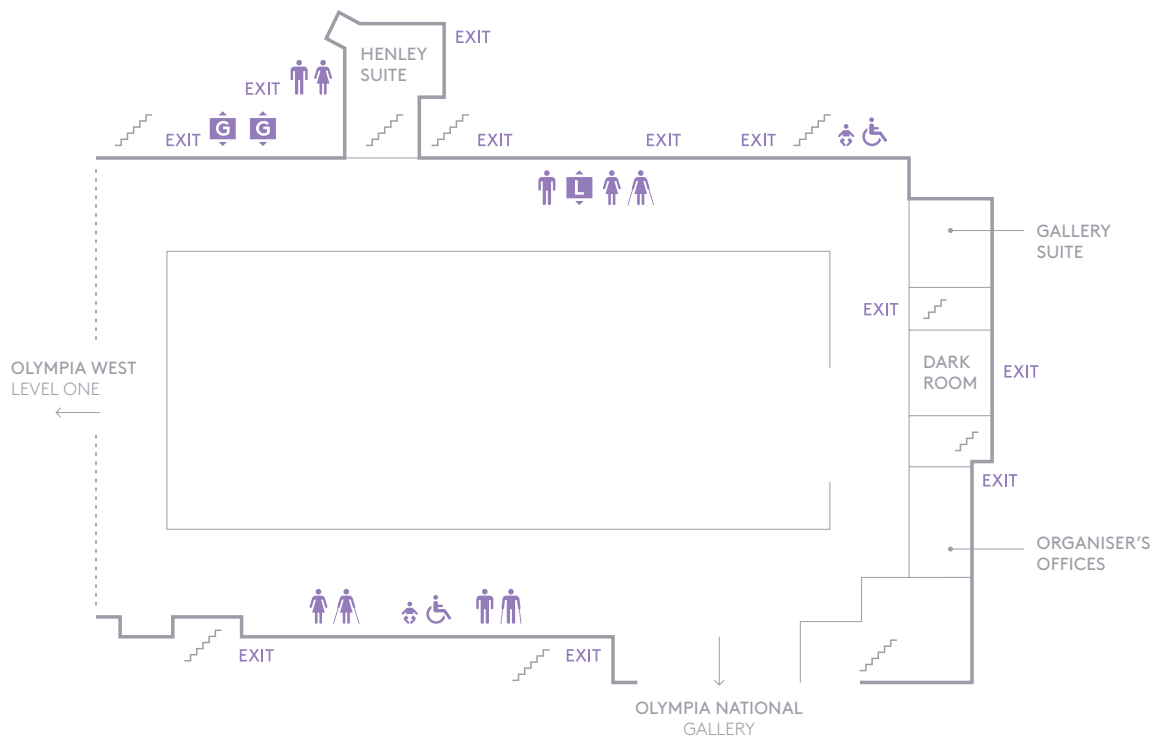 EXIT
HENLEY
SUITE
EXIT
EXIT
G
G
EXIT
EXIT
EXIT
L
GALLERY
SUITE
EXIT
OLYMPIA WEST
LEVEL ONE
DARK
ROOM
EXIT
EXIT
ORGANISER'S
OFFICES
EXIT
EXIT
OLYMPIA NATIONAL
GALLERY